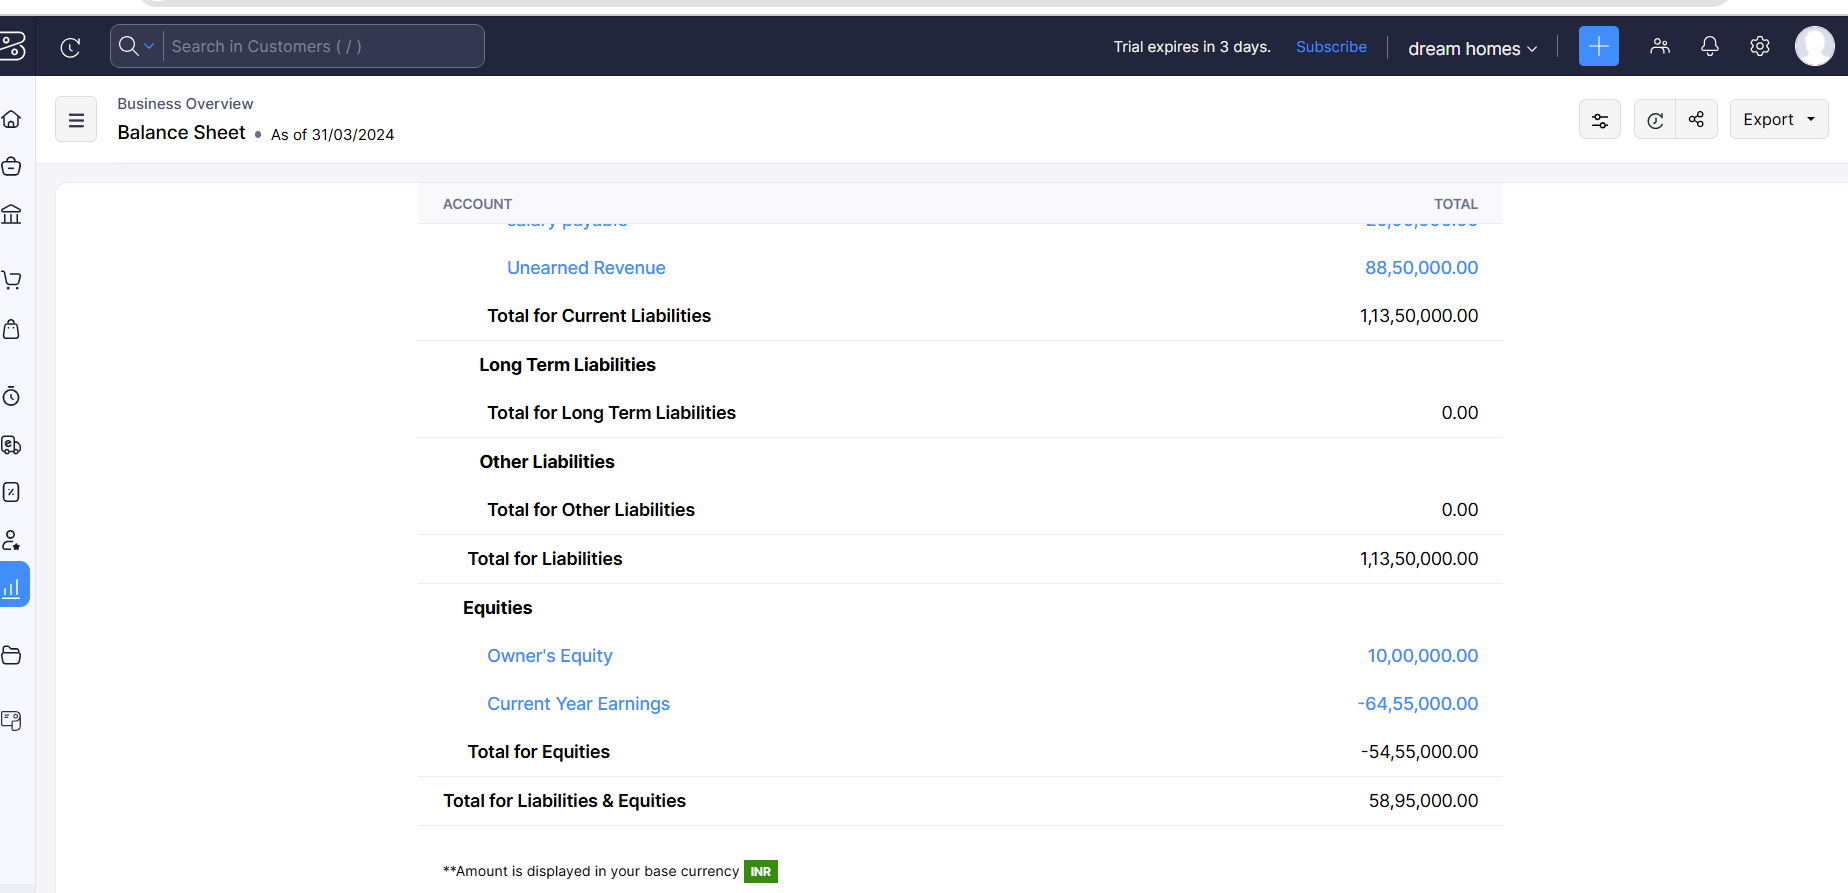 Search in Customers ( / )
Trial expires in 3 days. Subscribe dream homes
Business Overview
Balance Sheet • As of 31/03/2024
Export
ACCOUNT TOTAL
salary payable
Unearned Revenue 88,50,000.00
Total for Current Liabilities 1,13,50,000.00
Long Term Liabilities
Total for Long Term Liabilities 0.00
Other Liabilities
Total for Other Liabilities 0.00
Total for Liabilities 1,13,50,000.00
Equities
Owner's Equity 10,00,000.00
Current Year Earnings -64,55,000.00
Total for Equities -54,55,000.00
Total for Liabilities & Equities 58,95,000.00
**Amount is displayed in your base currency INR